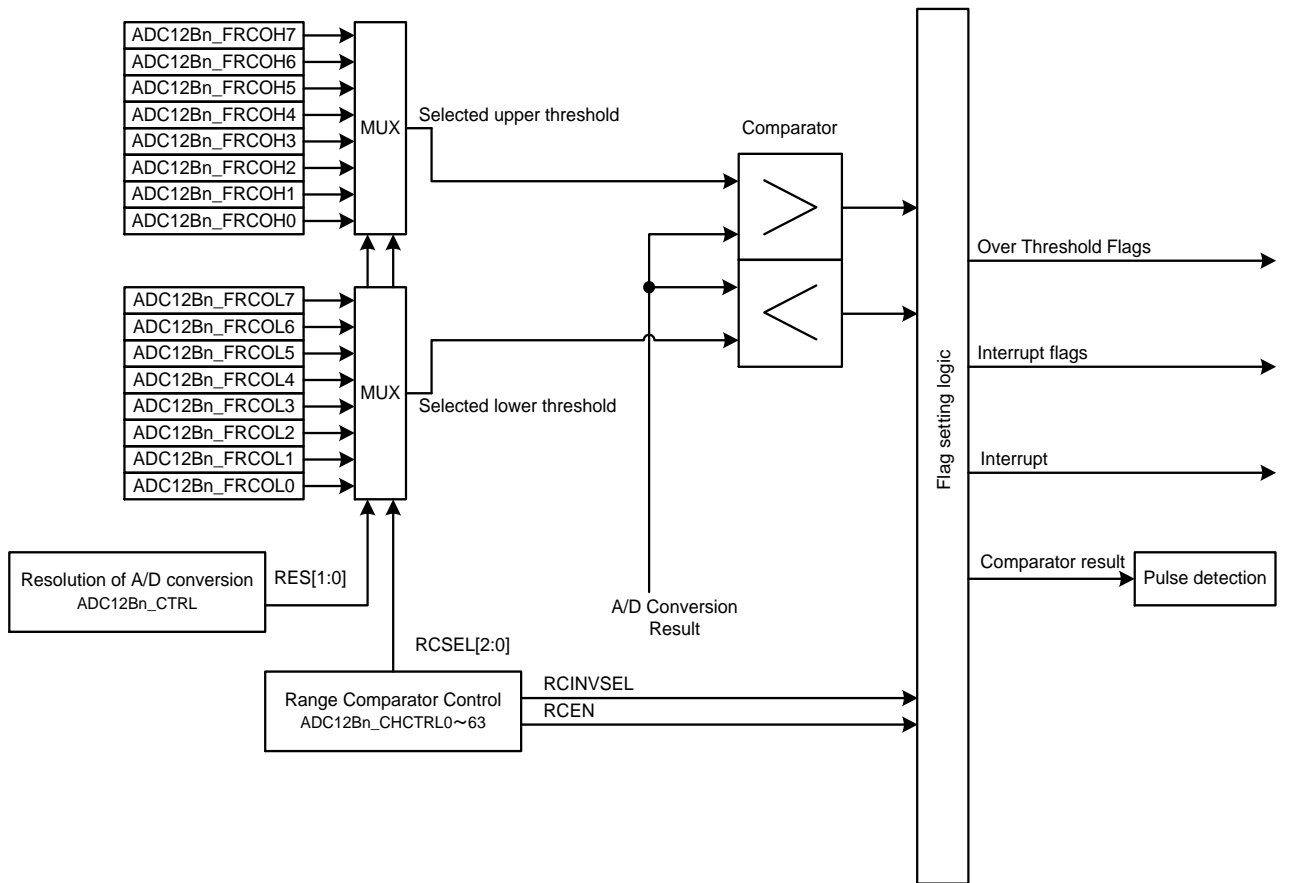 ADC12Bn_FRCOH7
ADC12Bn_FRCOH6
ADC12Bn_FRCOH5
ADC12Bn_FRCOH4
ADC12Bn_FRCOH3
ADC12Bn_FRCOH2
ADC12Bn_FRCOH1
ADC12Bn_FRCOH0
MUX
Selected upper threshold
Comparator
ADC12Bn_FRCOL7
ADC12Bn_FRCOL6
ADC12Bn_FRCOL5
ADC12Bn_FRCOL4
ADC12Bn_FRCOL3
ADC12Bn_FRCOL2
ADC12Bn_FRCOL1
ADC12Bn_FRCOL0
MUX
Selected lower threshold
Resolution of A/D conversion
ADC12Bn_CTRL
RES[1:0]
RCSEL[2:0]
Range Comparator Control
ADC12Bn_CHCTRL0～63
RCINVSEL
RCEN
A/D Conversion
Result
Flag setting logic
Over Threshold Flags
Interrupt flags
Interrupt
Comparator result
Pulse detection